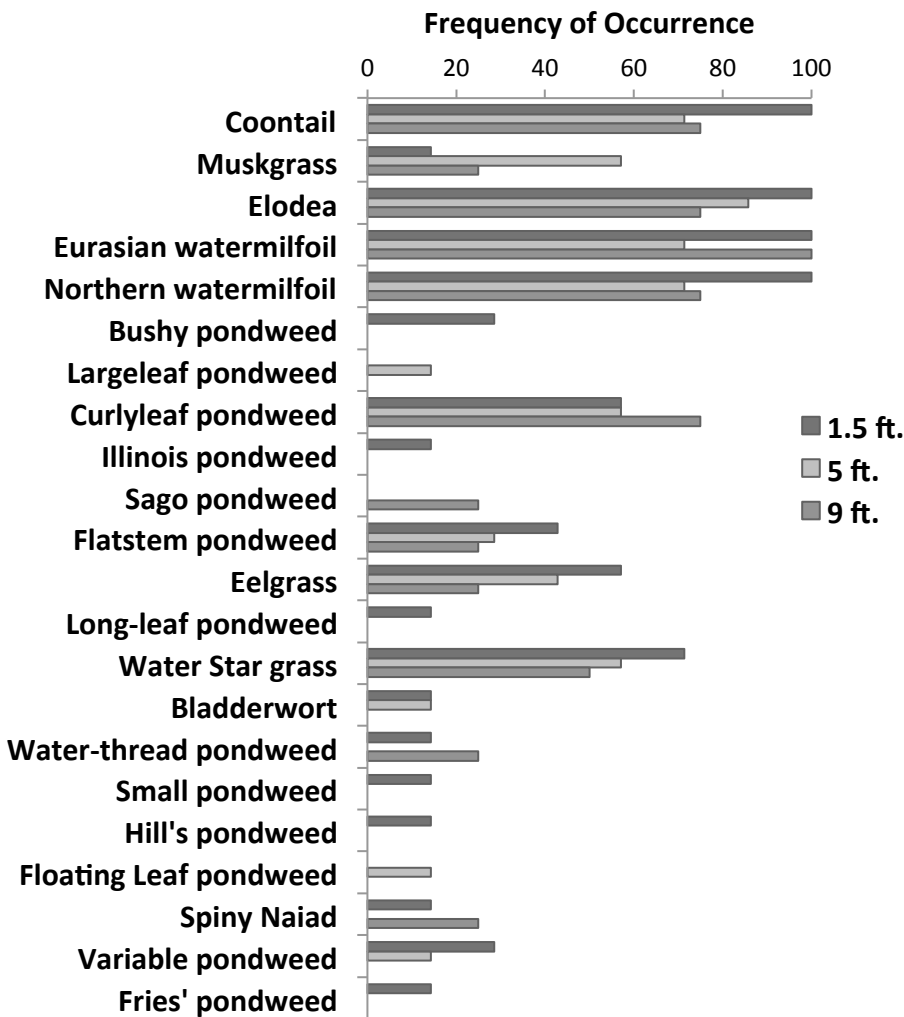 Frequency of Occurrence
0 20 40 60 80 100
Coontail
Muskgrass
Elodea
Eurasian watermilfoil
Northern watermilfoil
Bushy pondweed
Largeleaf pondweed
Curlyleaf pondweed
Illinois pondweed
Sago pondweed
Flatstem pondweed
Eelgrass
Long-leaf pondweed
Water Star grass
Bladderwort
Water-thread pondweed
Small pondweed
Hill's pondweed
Floating Leaf pondweed
Spiny Naiad
Variable pondweed
Fries' pondweed
1.5 ft.
5 ft.
9 ft.